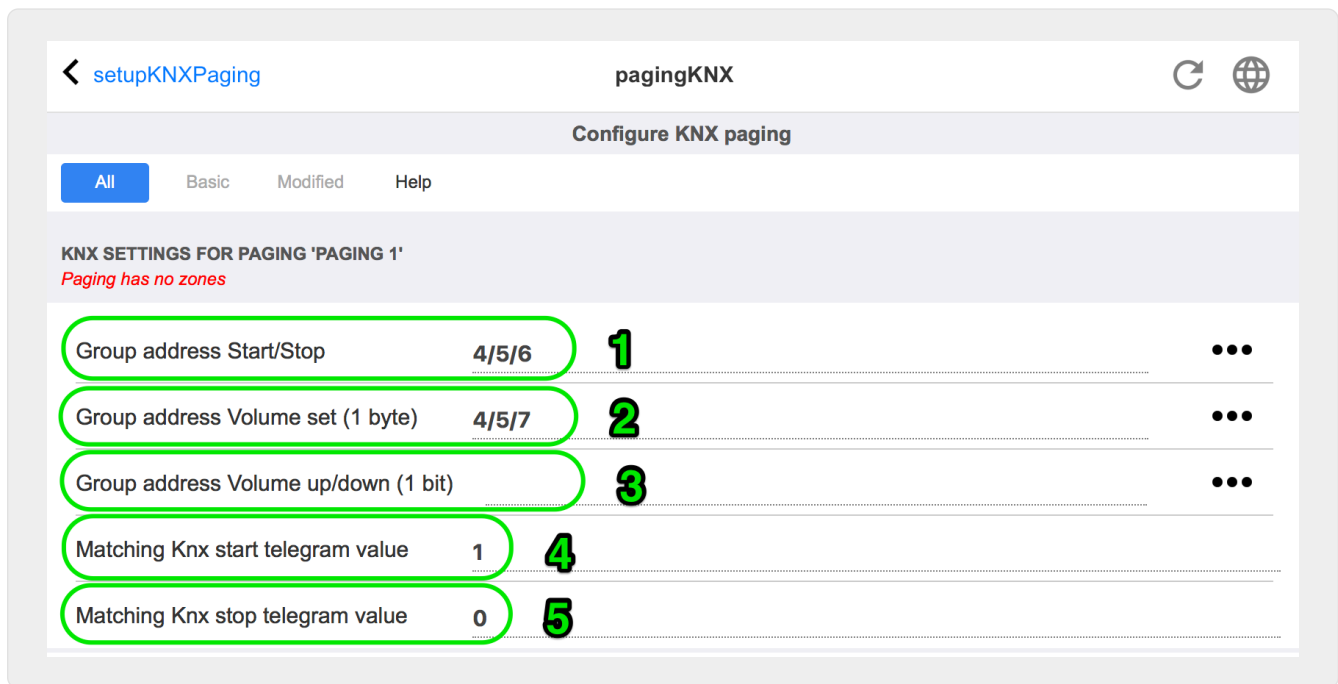 setupKNXPaging pagingKNX
Configure KNX paging
All Basic Modified Help
KNX SETTINGS FOR PAGING 'PAGING 1'
Paging has no zones
Group address Start/Stop 4/5/6 1
Group address Volume set (1 byte) 4/5/7 2
Group address Volume up/down (1 bit) 3
Matching Knx start telegram value 1 4
Matching Knx stop telegram value 0 5